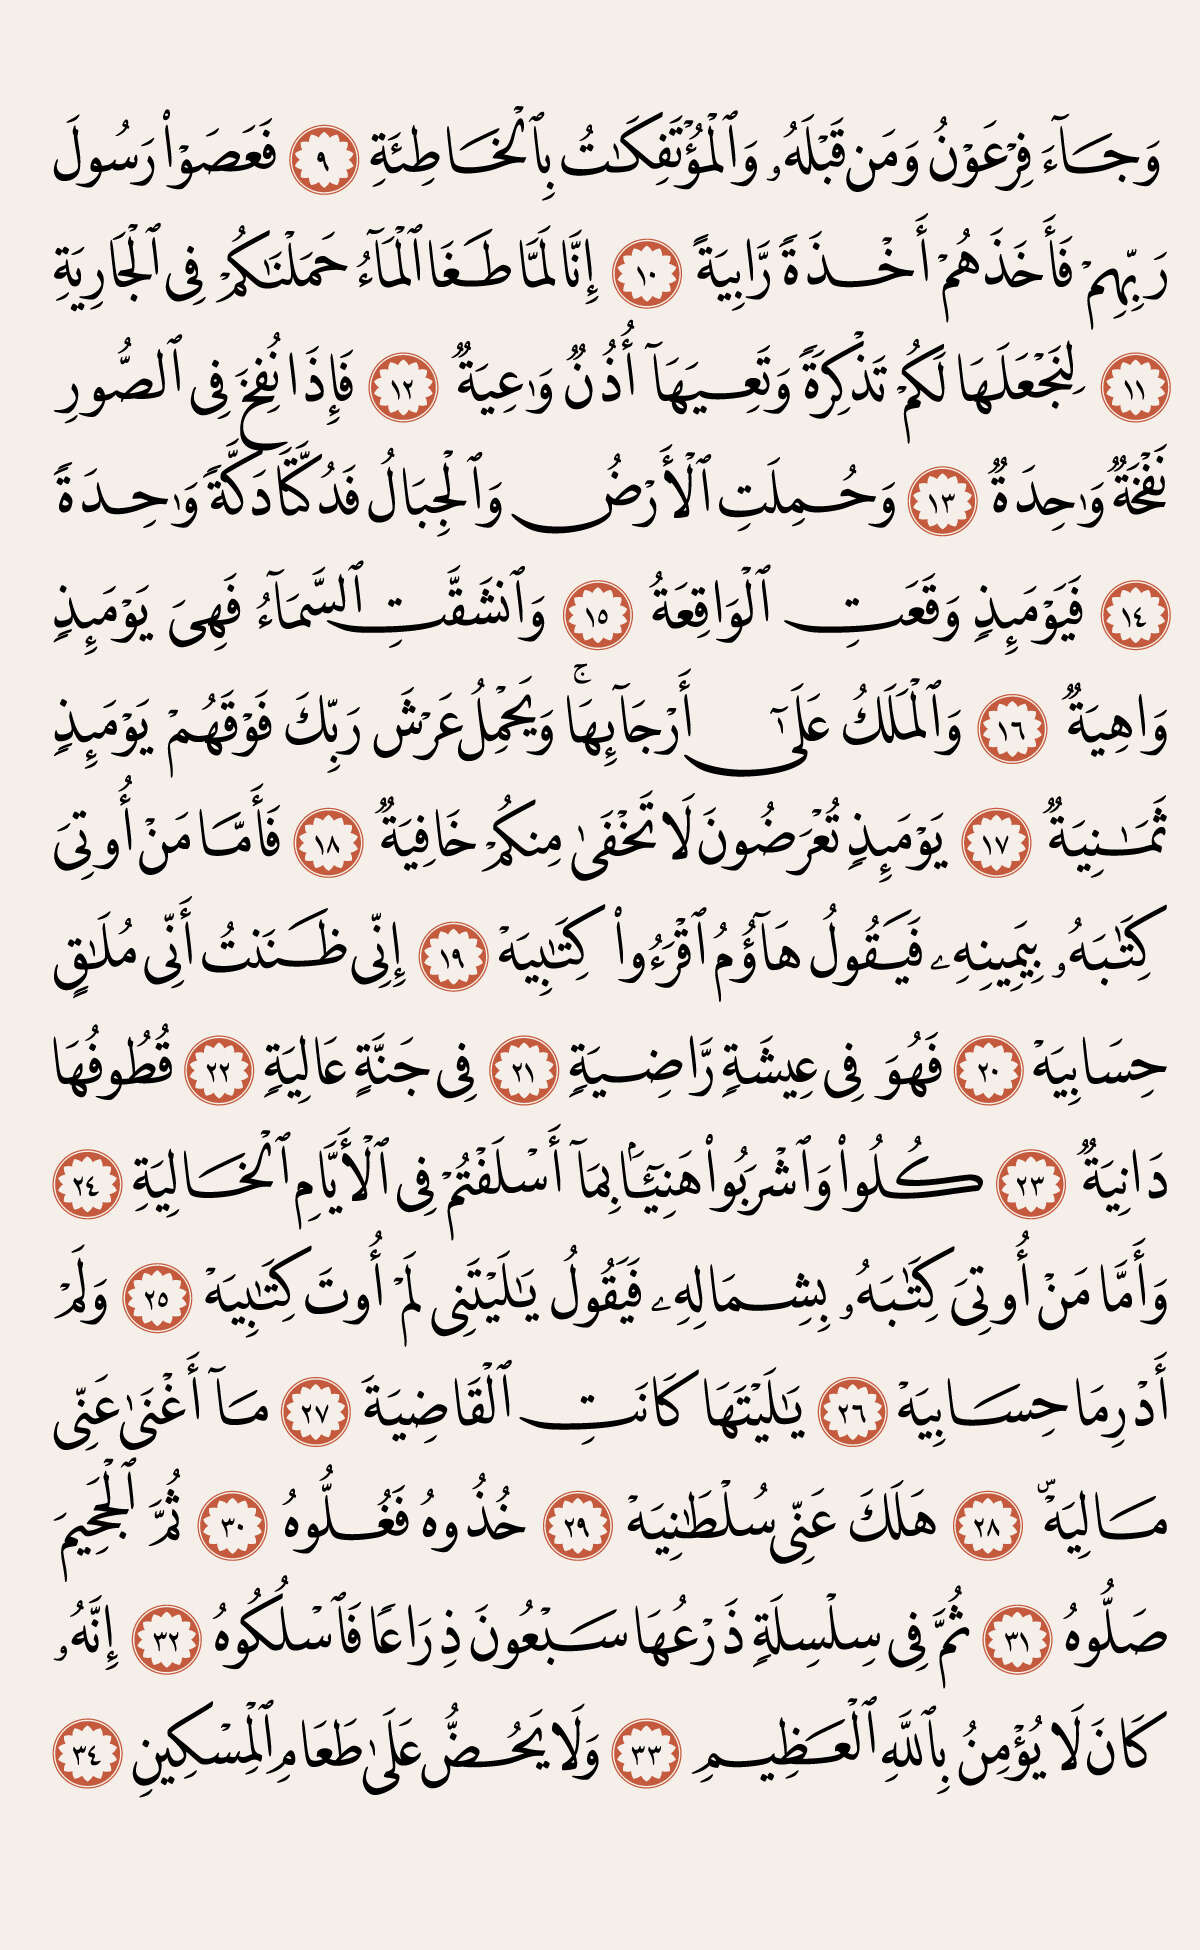 وَجَآءَ فِرْعَوْنُ وَمَن قَبْلَهُۥ وَٱلْمُؤْتَفِكَٰتُ بِٱلْخَاطِئَةِ ٩ فَعَصَوْا۟ رَسُولَ
رَبِّهِمْ فَأَخَذَهُمْ أَخْذَةً رَّابِيَةً ١٠ إِنَّا لَمَّا طَغَا ٱلْمَآءُ حَمَلْنَٰكُمْ فِى ٱلْجَارِيَةِ
١١ لِنَجْعَلَهَا لَكُمْ تَذْكِرَةً وَتَعِيَهَآ أُذُنٌ وَٰعِيَةٌ ١٢ فَإِذَا نُفِخَ فِى ٱلصُّورِ
نَفْخَةٌ وَٰحِدَةٌ ١٣ وَحُمِلَتِ ٱلْأَرْضُ وَٱلْجِبَالُ فَدُكَّتَا دَكَّةً وَٰحِدَةً
١٤ فَيَوْمَئِذٍ وَقَعَتِ ٱلْوَاقِعَةُ ١٥ وَٱنشَقَّتِ ٱلسَّمَآءُ فَهِىَ يَوْمَئِذٍ
وَاهِيَةٌ ١٦ وَٱلْمَلَكُ عَلَىٰٓ أَرْجَآئِهَا ۚ وَيَحْمِلُ عَرْشَ رَبِّكَ فَوْقَهُمْ يَوْمَئِذٍ
ثَمَٰنِيَةٌ ١٧ يَوْمَئِذٍ تُعْرَضُونَ لَا تَخْفَىٰ مِنكُمْ خَافِيَةٌ ١٨ فَأَمَّا مَنْ أُوتِىَ
كِتَٰبَهُۥ بِيَمِينِهِۦ فَيَقُولُ هَآؤُمُ ٱقْرَءُوا۟ كِتَٰبِيَهْ ١٩ إِنِّى ظَنَنتُ أَنِّى مُلَٰقٍ
حِسَابِيَهْ ٢٠ فَهُوَ فِى عِيشَةٍ رَّاضِيَةٍ ٢١ فِى جَنَّةٍ عَالِيَةٍ ٢٢ قُطُوفُهَا
دَانِيَةٌ ٢٣ كُلُوا۟ وَٱشْرَبُوا۟ هَنِيٓـًٔۢا بِمَآ أَسْلَفْتُمْ فِى ٱلْأَيَّامِ ٱلْخَالِيَةِ ٢٤
وَأَمَّا مَنْ أُوتِىَ كِتَٰبَهُۥ بِشِمَالِهِۦ فَيَقُولُ يَٰلَيْتَنِى لَمْ أُوتَ كِتَٰبِيَهْ ٢٥ وَلَمْ
أَدْرِ مَا حِسَابِيَهْ ٢٦ يَٰلَيْتَهَا كَانَتِ ٱلْقَاضِيَةَ ٢٧ مَآ أَغْنَىٰ عَنِّى
مَالِيَهْ ۜ ٢٨ هَلَكَ عَنِّى سُلْطَٰنِيَهْ ٢٩ خُذُوهُ فَغُلُّوهُ ٣٠ ثُمَّ ٱلْجَحِيمَ
صَلُّوهُ ٣١ ثُمَّ فِى سِلْسِلَةٍ ذَرْعُهَا سَبْعُونَ ذِرَاعًا فَٱسْلُكُوهُ ٣٢ إِنَّهُۥ
كَانَ لَا يُؤْمِنُ بِٱللَّهِ ٱلْعَظِيمِ ٣٣ وَلَا يَحُضُّ عَلَىٰ طَعَامِ ٱلْمِسْكِينِ ٣٤